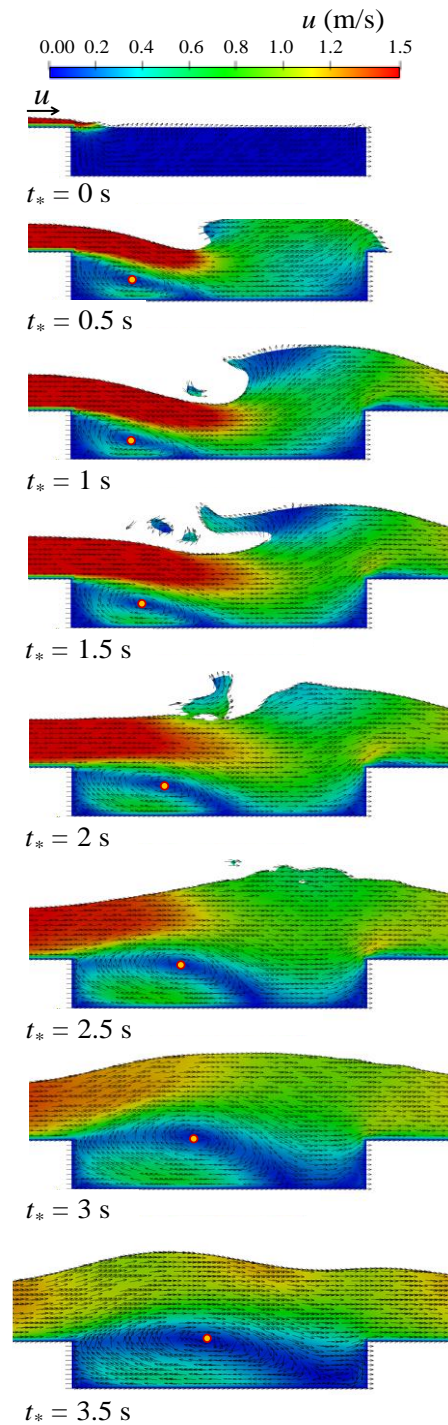 u (m/s)
0.00 0.2 0.4 0.6 0.8 1.0 1.2 1.5
u
t* = 0 s
t* = 0.5 s
t* = 1 s
t* = 1.5 s
t* = 2 s
t* = 2.5 s
t* = 3 s
t* = 3.5 s